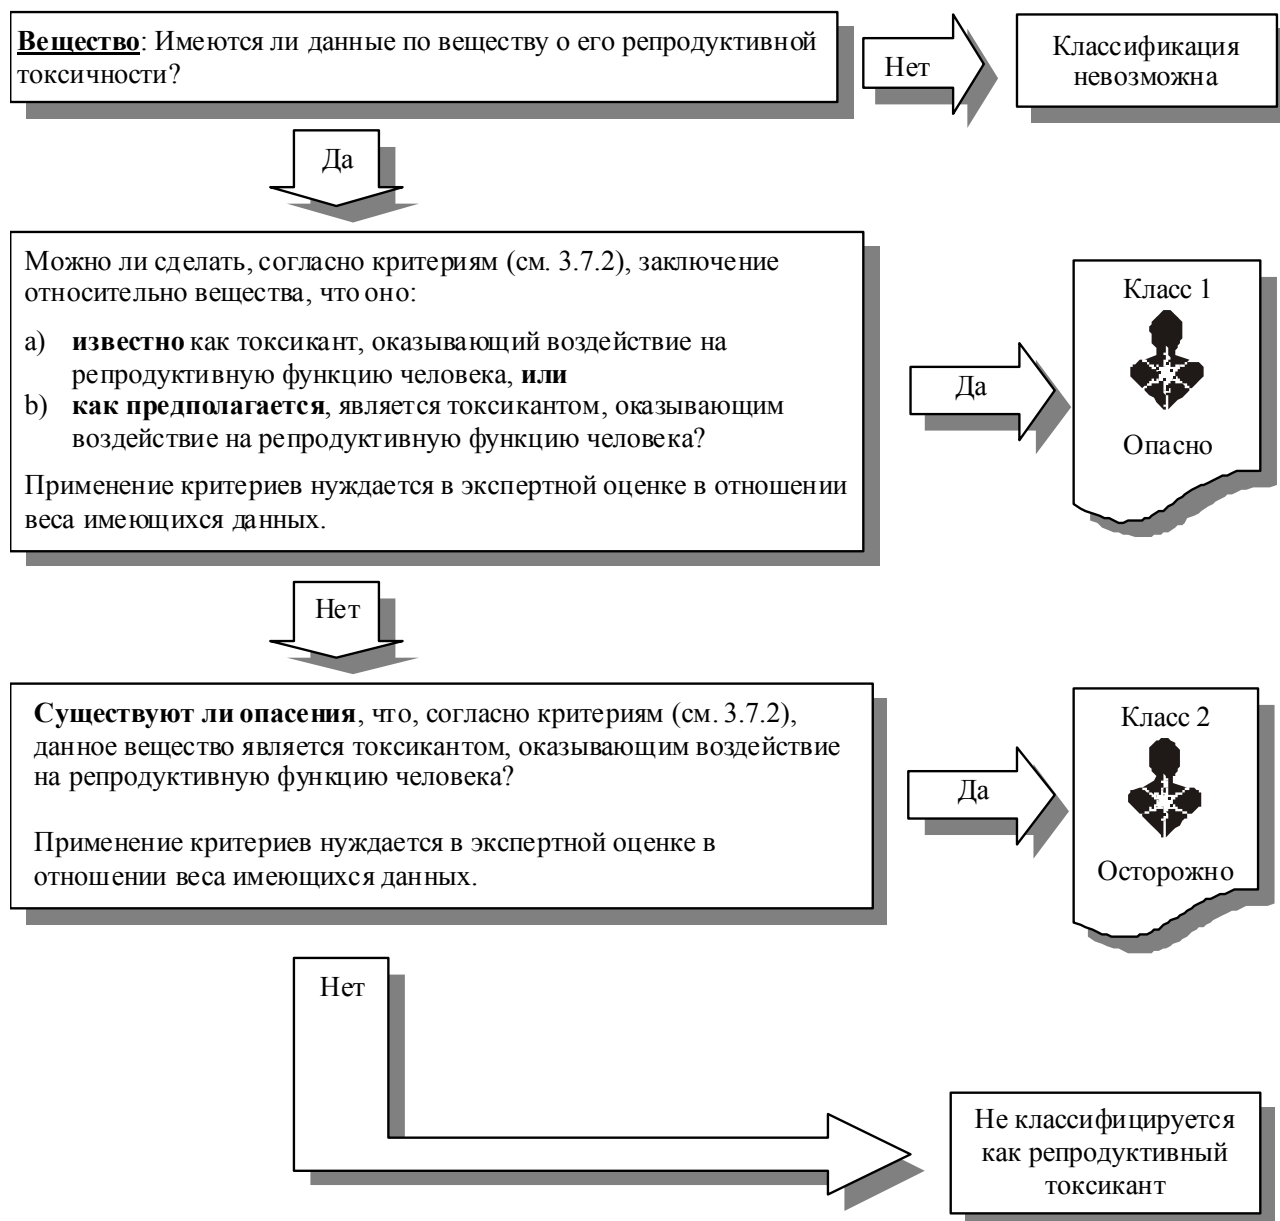 Вещество: Имеются ли данные по веществу о его репродуктивной
токсичности?
Нет
Классификация
невозможна
Да
Можно ли сделать, согласно критериям (см. 3.7.2), заключение
относительно вещества, что оно:
a) известно как токсикант, оказывающий воздействие на
репродуктивную функцию человека, или
b) как предполагается, является токсикантом, оказывающим
воздействие на репродуктивную функцию человека?
Применение критериев нуждается в экспертной оценке в отношении
веса имеющихся данных.
Да
Класс 1
Опасно
Нет
Существуют ли опасения, что, согласно критериям (см. 3.7.2),
данное вещество является токсикантом, оказывающим воздействие
на репродуктивную функцию человека?
Применение критериев нуждается в экспертной оценке в
отношении веса имеющихся данных.
Да
Класс 2
Осторожно
Нет
Не классифицируется
как репродуктивный
токсикант